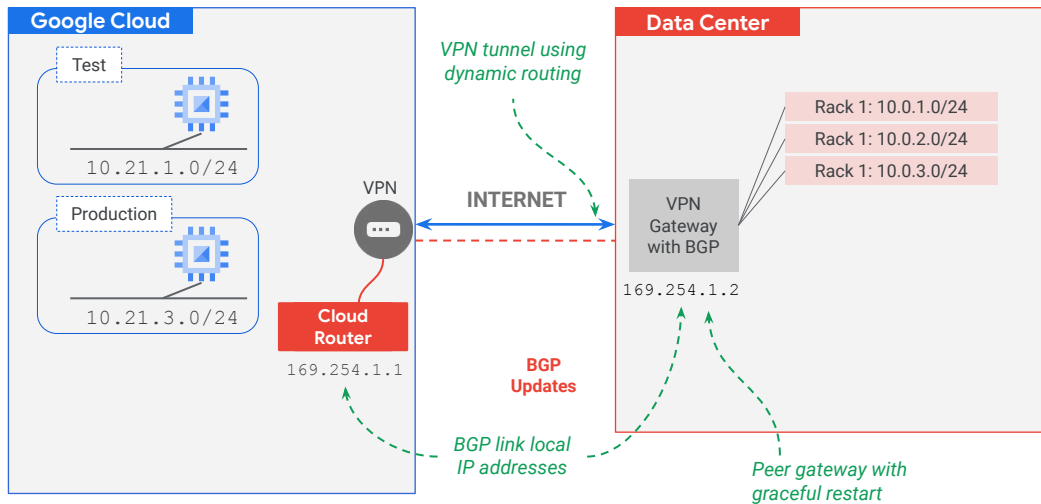 Google Cloud
Test
10.21.1.0/24
Production
10.21.3.0/24
VPN
Cloud
Router
169.254.1.1
VPN tunnel using
dynamic routing
INTERNET
BGP
Updates
BGP link local
IP addresses
Data Center
Rack 1: 10.0.1.0/24
Rack 1: 10.0.2.0/24
Rack 1: 10.0.3.0/24
VPN
Gateway
with BGP
169.254.1.2
Peer gateway with
graceful restart